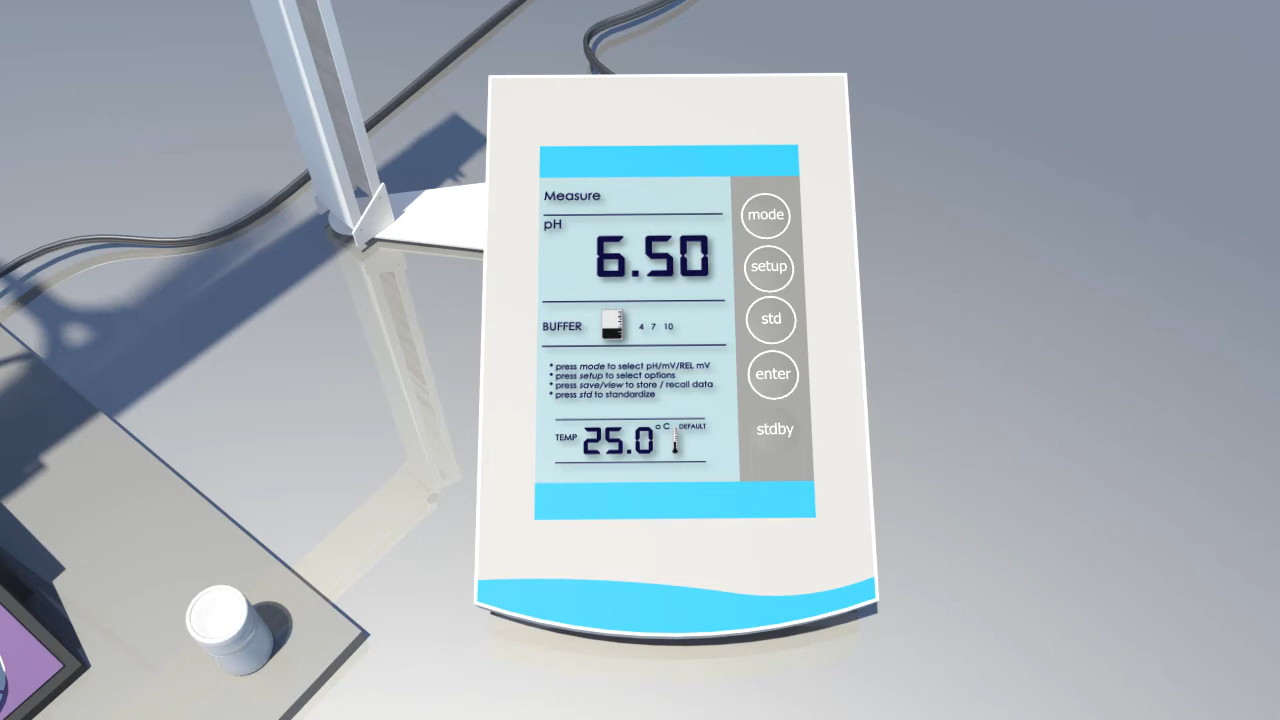 Measure
pH
6.50
BUFFER 4 7 10
* press mode to select pH/mV/REL mV
* press setup to select options
* press save/view to store / recall data
* press std to standardize
TEMP 25.0 °C DEFAULT
mode
setup
std
enter
stdby